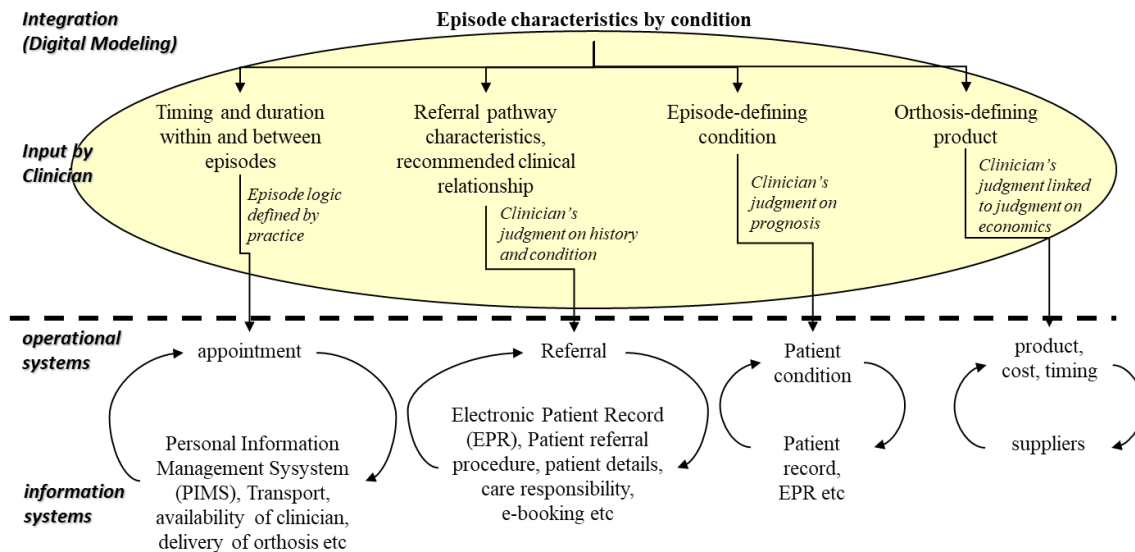 Integration
(Digital Modeling)
Episode characteristics by condition
Input by
Clinician
Timing and duration
within and between
episodes
Episode logic
defined by
practice
Referral pathway
characteristics,
recommended clinical
relationship
Clinician's
judgment on history
and condition
Episode-defining
condition
Clinician's
judgment on
prognosis
Orthosis-defining
product
Clinician's
judgment linked
to judgment on
economics
operational
systems
appointment
Referral
Patient
condition
product,
cost, timing
information
systems
Personal Information
Management Sysystem
(PIMS), Transport,
availability of clinician,
delivery of orthosis etc
Electronic Patient Record
(EPR), Patient referral
procedure, patient details,
care responsibility,
e-booking etc
Patient
record,
EPR etc
suppliers